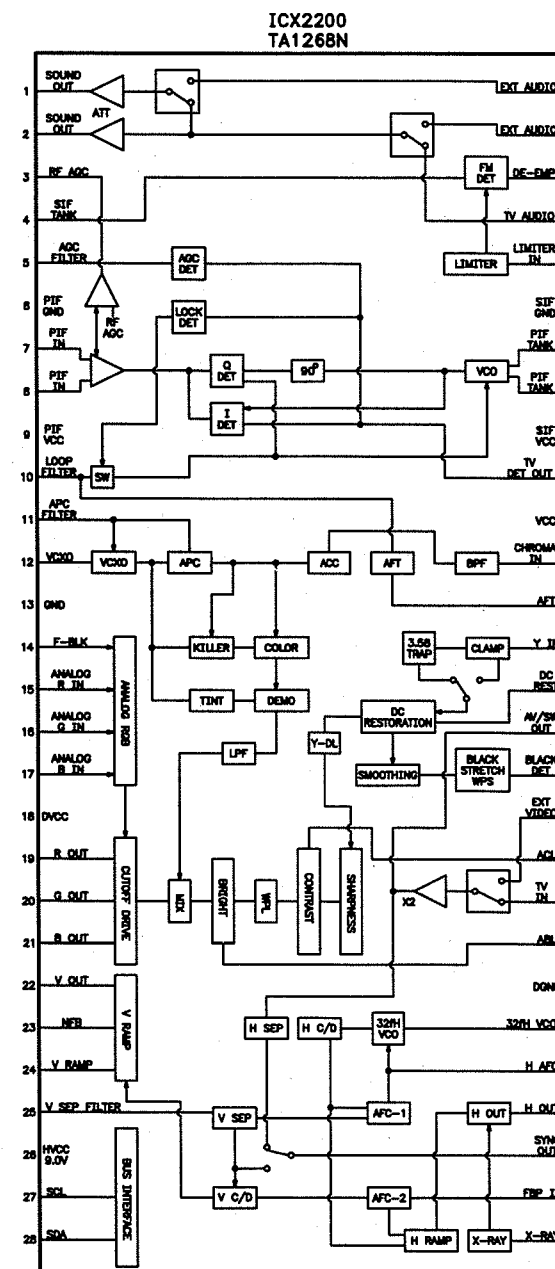 ICX2200
TA1268N
1 SOUND OUT
ATT
EXT AUDIO
2 SOUND OUT
EXT AUDIO
3 RF AGC
FM DET
DE-EMP
4 SIF TANK
TV AUDIO
5 AGC FILTER
AGC DET
LIMITER
LIMITER IN
6 PIF GND
RF AGC
LOCK DET
SIF GND
7 PIF IN
PIF TANK
8 PIF IN
Q DET
90°
VCO
PIF TANK
9 PIF VCC
I DET
SIF VCC
10 LOOP FILTER
SW
TV DET OUT
11 APC FILTER
VCC
12 VCXO
VCXO
APC
ACC
AFT
BPF
CHROMA IN
13 GND
AFT
14 F-BLK
KILLER
COLOR
3.58 TRAP
CLAMP
Y IN
15 ANALOG R IN
ANALOG RGB
TINT
DEMO
DC RESTORATION
DC REST
16 ANALOG G IN
LPF
Y-DL
AV/SW OUT
17 ANALOG B IN
SMOOTHING
BLACK STRETCH WPS
BLACK DET
18 DVCC
EXT VIDEO
19 R OUT
CUTOFF DRIVE
ACL
20 G OUT
MIX
BRIGHT
WPL
CONTRAST
SHARPNESS
X2
TV IN
21 B OUT
ABL
22 V OUT
V RAMP
DGND
23 NFB
H SEP
H C/D
32fH VCO
32fH VCO
24 V RAMP
H AFC
25 V SEP FILTER
V SEP
AFC-1
H OUT
H OUT
26 HVCC 9.0V
BUS INTERFACE
SYNC OUT
27 SCL
V C/D
AFC-2
FBP I
28 SDA
H RAMP
X-RAY
X-RAY